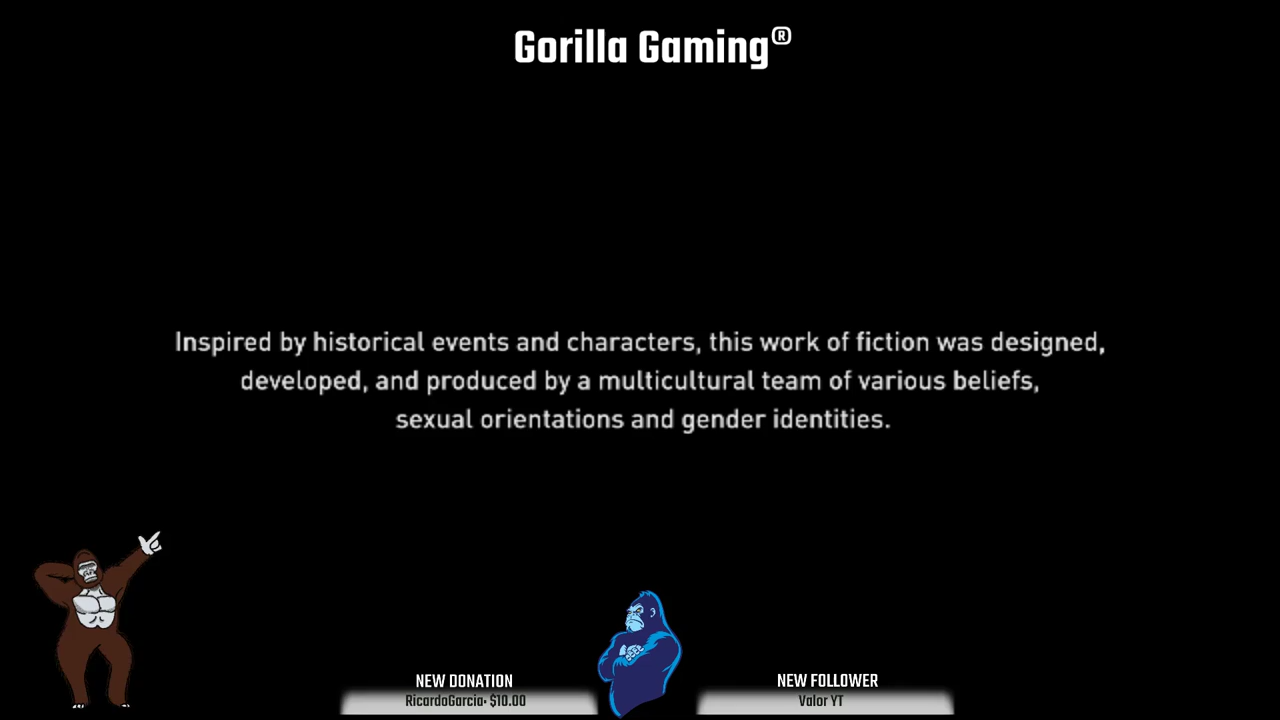 Gorilla Gaming®
Inspired by historical events and characters, this work of fiction was designed,
developed, and produced by a multicultural team of various beliefs,
sexual orientations and gender identities.
NEW DONATION
RicardoGarcia• $10.00
NEW FOLLOWER
Valor YT